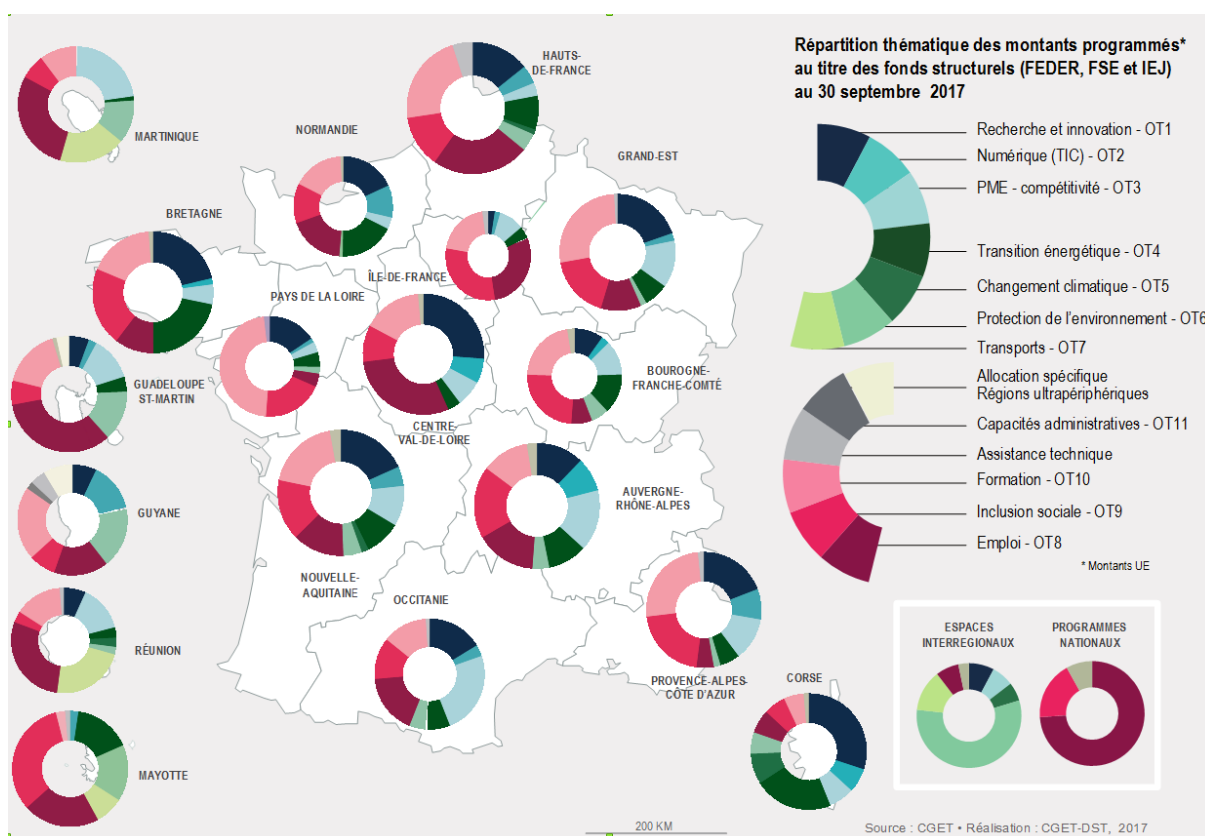 Répartition thématique des montants programmés*
au titre des fonds structurels (FEDER, FSE et IEJ)
au 30 septembre 2017
HAUTS-
DE-FRANCE
MARTINIQUE
NORMANDIE
GRAND-EST
BRETAGNE
ÎLE-DE-FRANCE
PAYS DE LA LOIRE
GUADELOUPE
ST-MARTIN
BOUROGNE-
FRANCHE-COMTÉ
CENTRE
VAL-DE-LOIRE
AUVERGNE-
RHÔNE-ALPES
GUYANE
NOUVELLE-
AQUITAINE
OCCITANIE
RÉUNION
PROVENCE-ALPES-
CÔTE D'AZUR
CORSE
MAYOTTE
Recherche et innovation - OT1
Numérique (TIC) - OT2
PME - compétitivité - OT3
Transition énergétique - OT4
Changement climatique - OT5
Protection de l'environnement - OT6
Transports - OT7
Allocation spécifique
Régions ultrapériphériques
Capacités administratives - OT11
Assistance technique
Formation - OT10
Inclusion sociale - OT9
Emploi - OT8
* Montants UE
ESPACES
INTERREGIONAUX
PROGRAMMES
NATIONAUX
200 KM
Source : CGET • Réalisation : CGET-DST, 2017